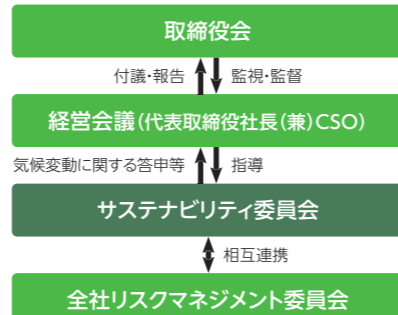 取締役会
付議・報告 監視・監督
経営会議(代表取締役社長(兼)CSO)
気候変動に関する答申等 指導
サステナビリティ委員会
相互連携
全社リスクマネジメント委員会